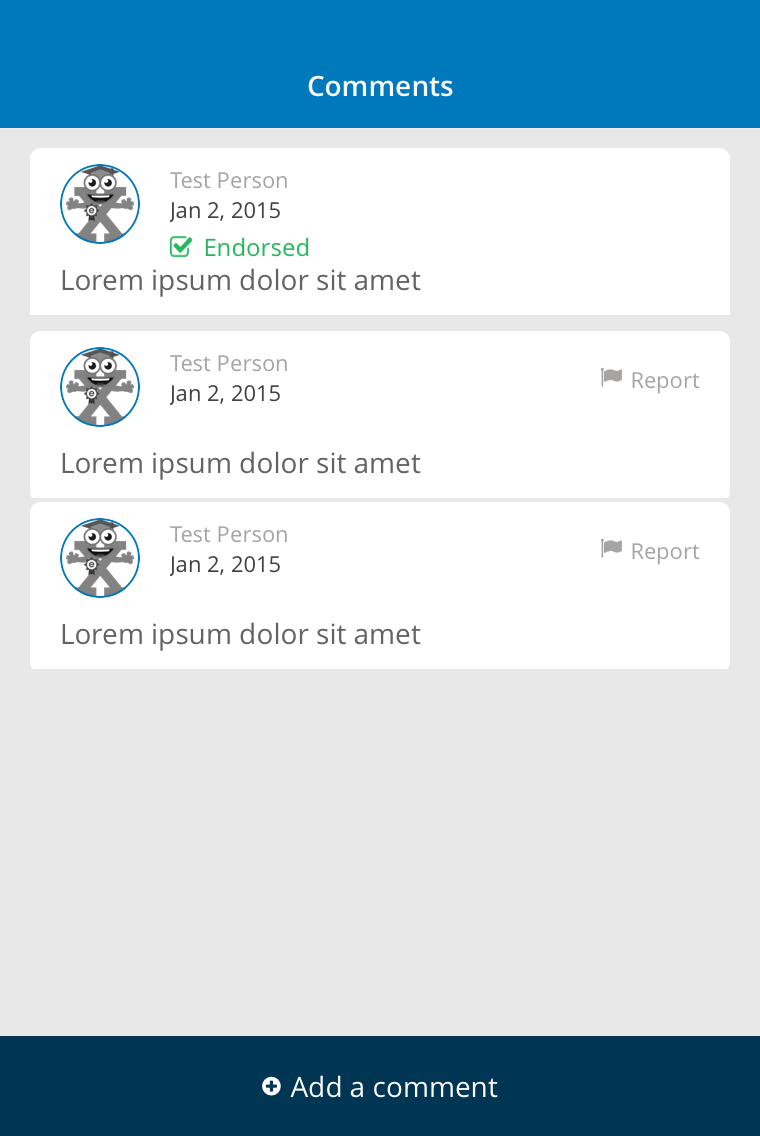 Comments
Test Person
Jan 2, 2015
Endorsed
Lorem ipsum dolor sit amet
Test Person
Jan 2, 2015
Report
Lorem ipsum dolor sit amet
Test Person
Jan 2, 2015
Report
Lorem ipsum dolor sit amet
Add a comment